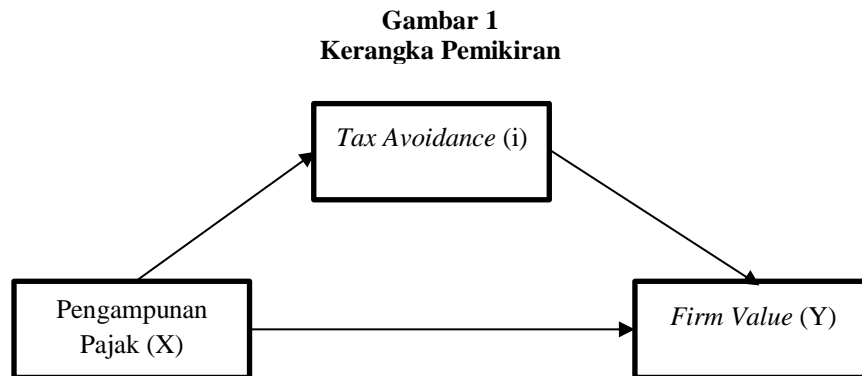 Gambar 1
Kerangka Pemikiran
Tax Avoidance (i)
Pengampunan
Pajak (X)
Firm Value (Y)